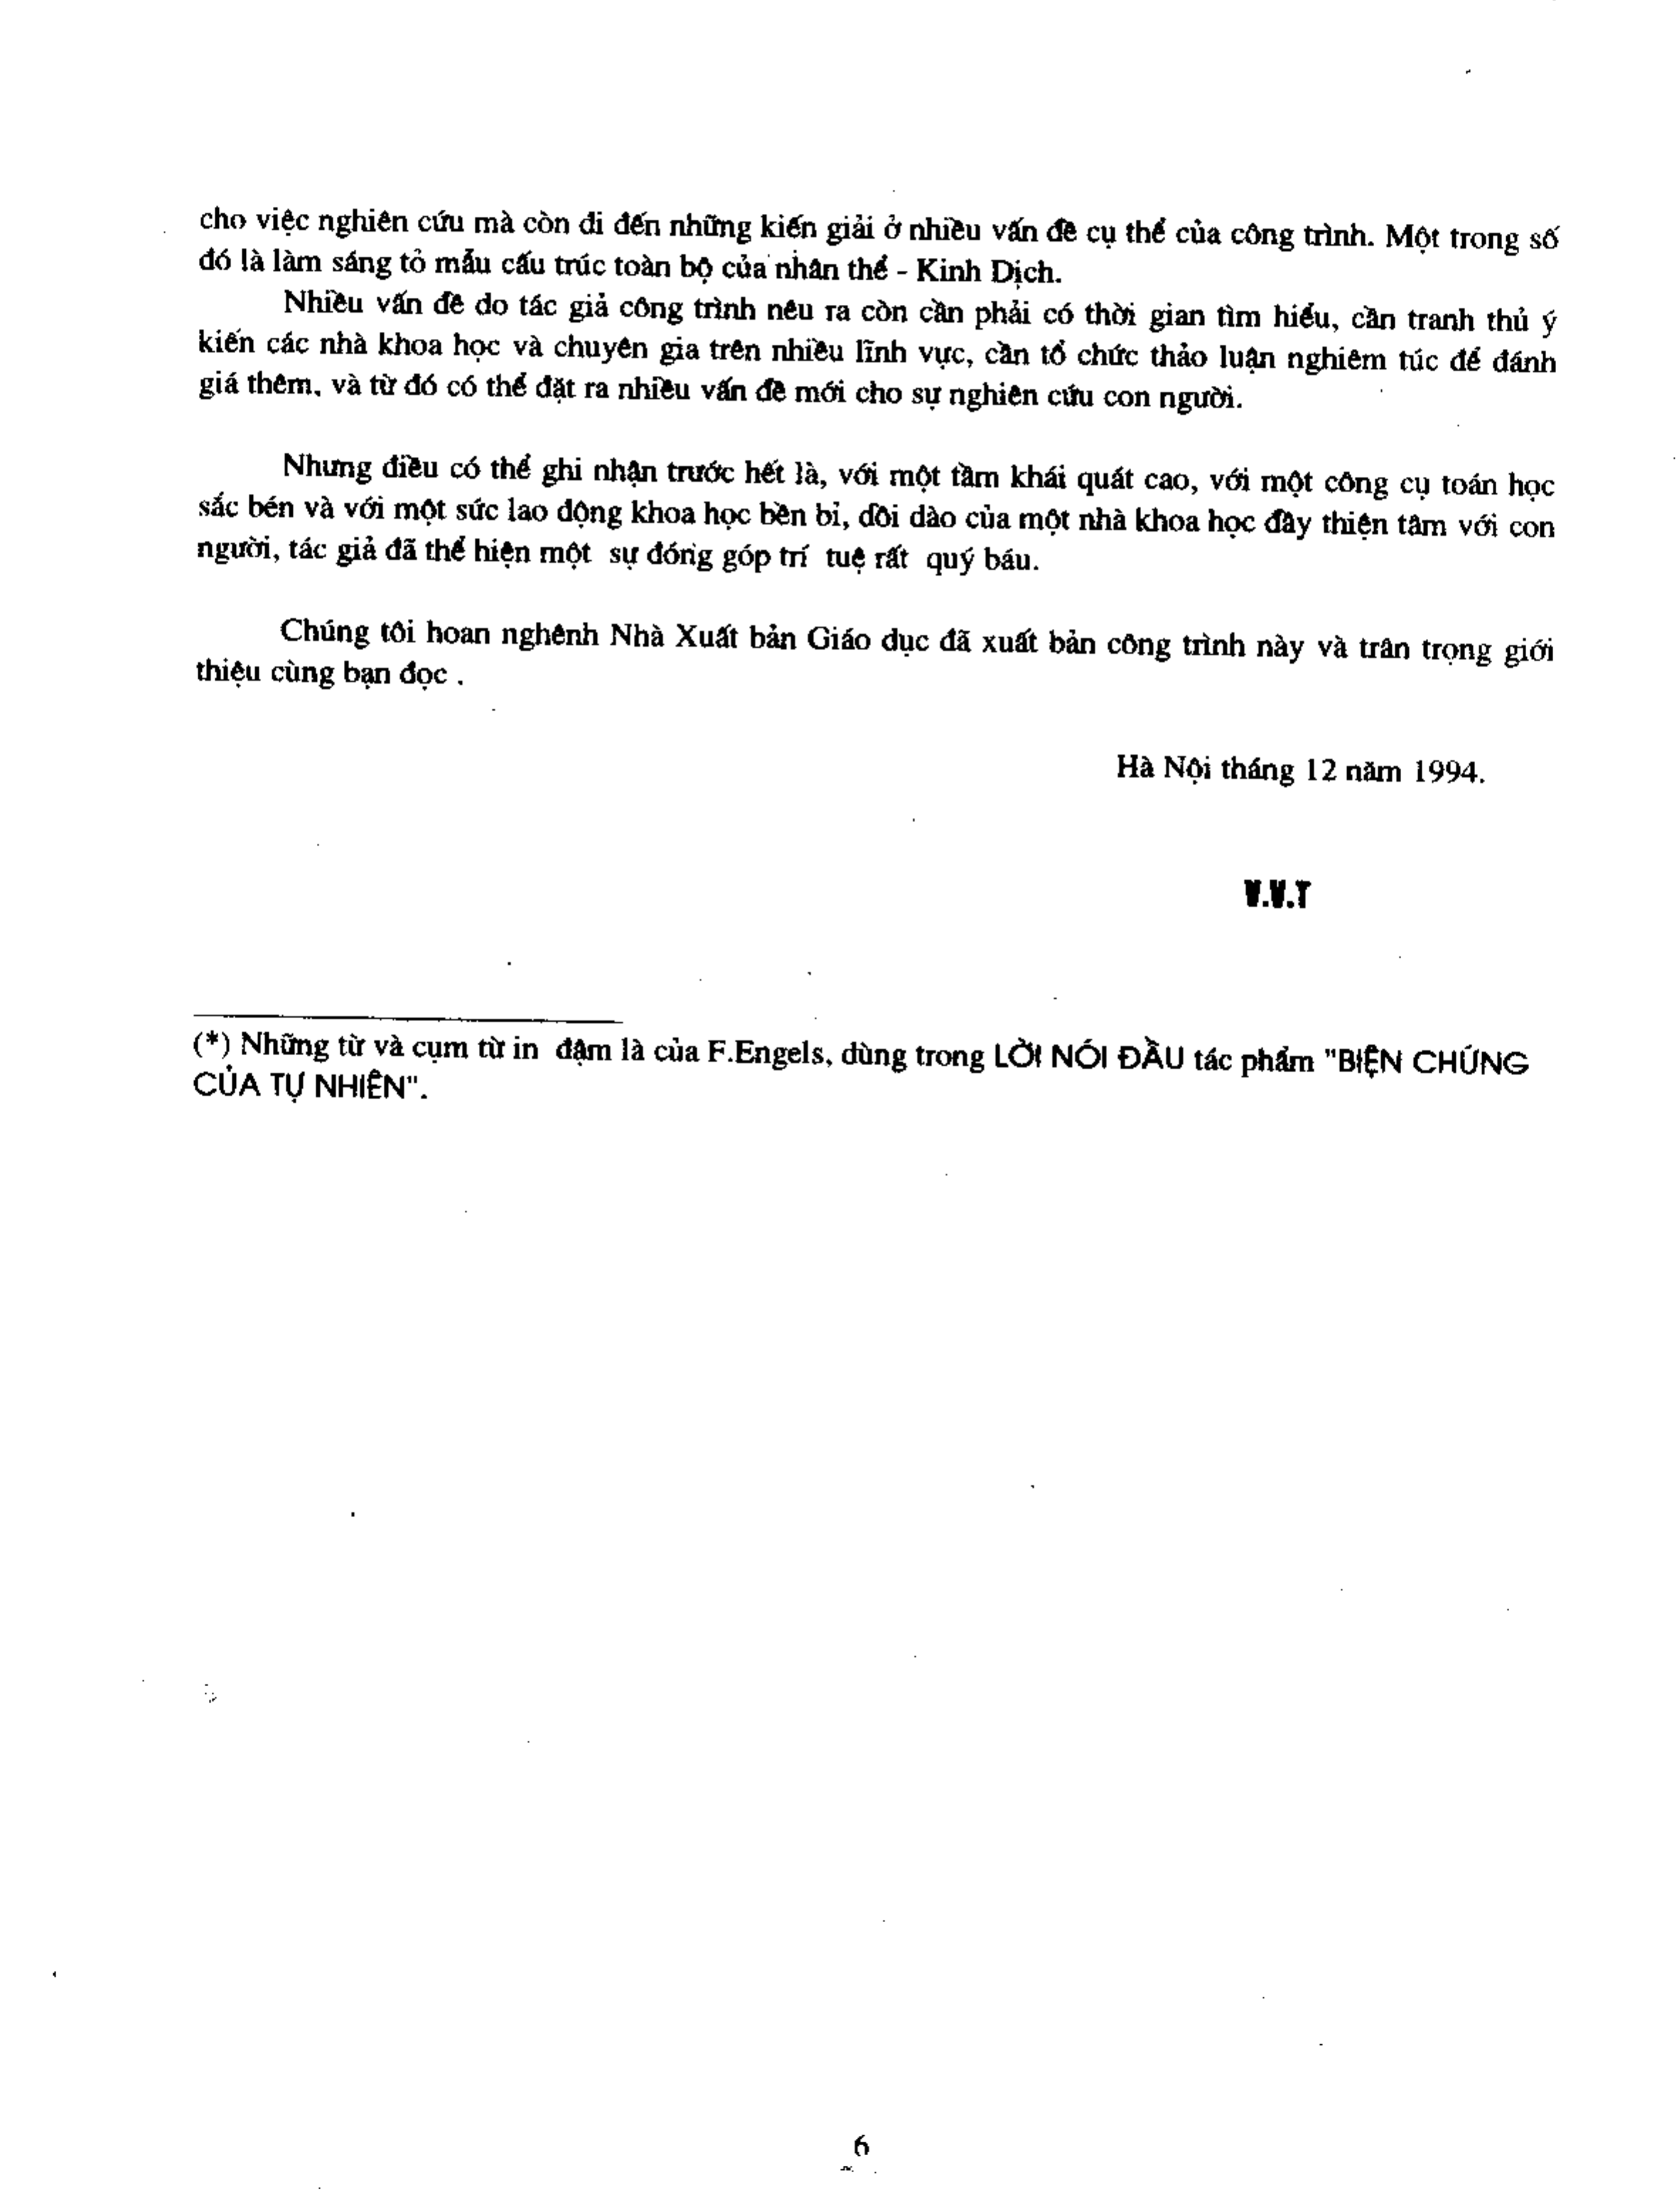 cho việc nghiên cứu mà còn đi đến những kiến giải ở nhiều vấn đề cụ thể của công trình. Một trong số
đó là làm sáng tỏ mẫu cấu trúc toàn bộ của nhân thể - Kinh Dịch.
Nhiều vấn đề do tác giả công trình nêu ra còn cần phải có thời gian tìm hiểu, cần tranh thủ ý
kiến các nhà khoa học và chuyên gia trên nhiều lĩnh vực, cần tổ chức thảo luận nghiêm túc để đánh
giá thêm, và từ đó có thể đặt ra nhiều vấn đề mới cho sự nghiên cứu con người.
Nhưng điều có thể ghi nhận trước hết là, với một tầm khái quát cao, với một công cụ toán học
sắc bén và với một sức lao động khoa học bền bỉ, dồi dào của một nhà khoa học đầy thiện tâm với con
người, tác giả đã thể hiện một sự đóng góp trí tuệ rất quý báu.
Chúng tôi hoan nghênh Nhà Xuất bản Giáo dục đã xuất bản công trình này và trân trọng giới
thiệu cùng bạn đọc .
Hà Nội tháng 12 năm 1994.
V.V.T
(*) Những từ và cụm từ in đậm là của F.Engels, dùng trong LỜI NÓI ĐẦU tác phẩm "BIỆN CHỨNG
CỦA TỰ NHIÊN".
6